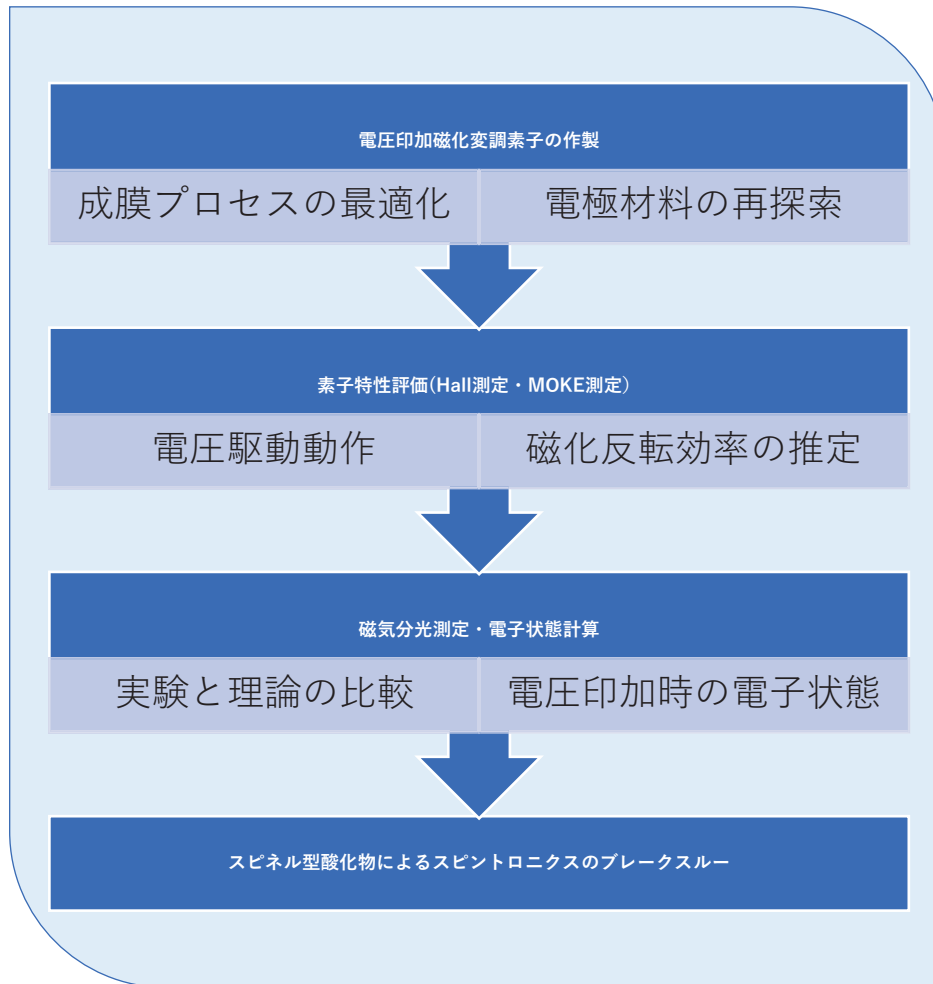 電圧印加磁化変調素子の作製
成膜プロセスの最適化
電極材料の再探索
素子特性評価(Hall測定・MOKE測定)
電圧駆動動作
磁化反転効率の推定
磁気分光測定・電子状態計算
実験と理論の比較
電圧印加時の電子状態
スピネル型酸化物によるスピントロニクスのブレークスルー